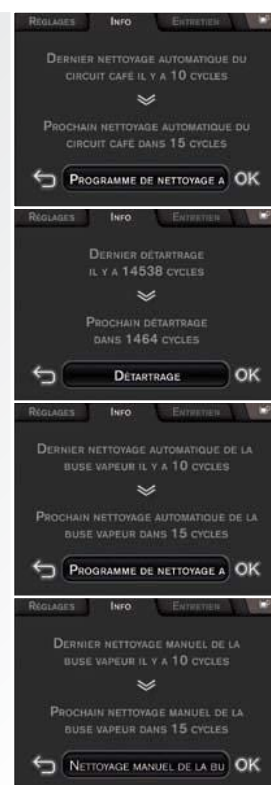 RÉGLAGES INFO ENTRETIEN
DERNIER NETTOYAGE AUTOMATIQUE DU
CIRCUIT CAFÉ IL Y A 10 CYCLES
PROCHAIN NETTOYAGE AUTOMATIQUE DU
CIRCUIT CAFÉ DANS 15 CYCLES
PROGRAMME DE NETTOYAGE A OK
RÉGLAGES INFO ENTRETIEN
DERNIER DÉTARTRAGE
IL Y A 14538 CYCLES
PROCHAIN DÉTARTRAGE
DANS 1464 CYCLES
DÉTARTRAGE OK
RÉGLAGES INFO ENTRETIEN
DERNIER NETTOYAGE AUTOMATIQUE DE LA
BUSE VAPEUR IL Y A 10 CYCLES
PROCHAIN NETTOYAGE AUTOMATIQUE DE LA
BUSE VAPEUR DANS 15 CYCLES
PROGRAMME DE NETTOYAGE A OK
RÉGLAGES INFO ENTRETIEN
DERNIER NETTOYAGE MANUEL DE LA
BUSE VAPEUR IL Y A 10 CYCLES
PROCHAIN NETTOYAGE MANUEL DE LA
BUSE VAPEUR DANS 15 CYCLES
NETTOYAGE MANUEL DE LA BU OK